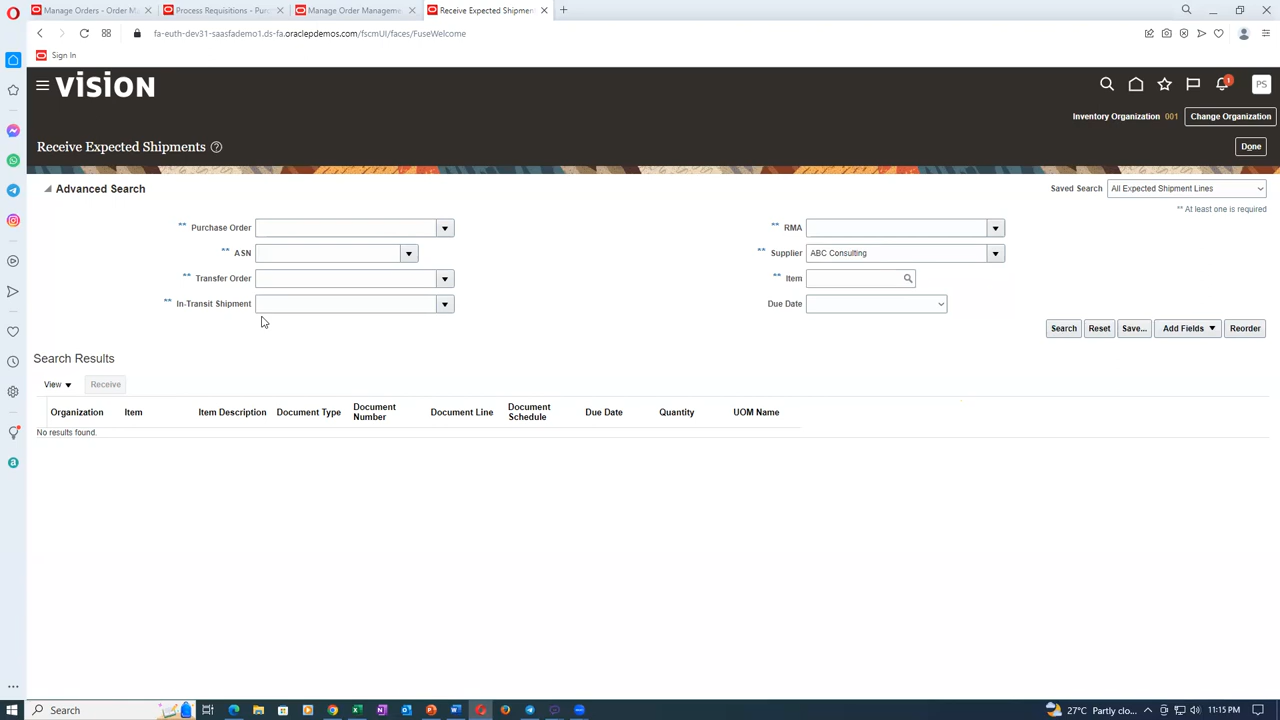 Manage Orders - Order M
Process Requisitions - Purc
Manage Order Manageme
Receive Expected Shipmen
fa-euth-dev31-saasfademo1.ds-fa.oraclepdemos.com/fscmUI/faces/FuseWelcome
Sign In
VISION
1
PS
Inventory Organization 001
Change Organization
Receive Expected Shipments
Done
Advanced Search
Saved Search All Expected Shipment Lines
** At least one is required
** Purchase Order
** RMA
** ASN
** Supplier ABC Consulting
** Transfer Order
** Item
** In-Transit Shipment
Due Date
Search Reset Save... Add Fields Reorder
Search Results
View Receive
Organization Item Item Description Document Type Document Number Document Line Document Schedule Due Date Quantity UOM Name
No results found.
Search
27°C Partly clo...
11:15 PM